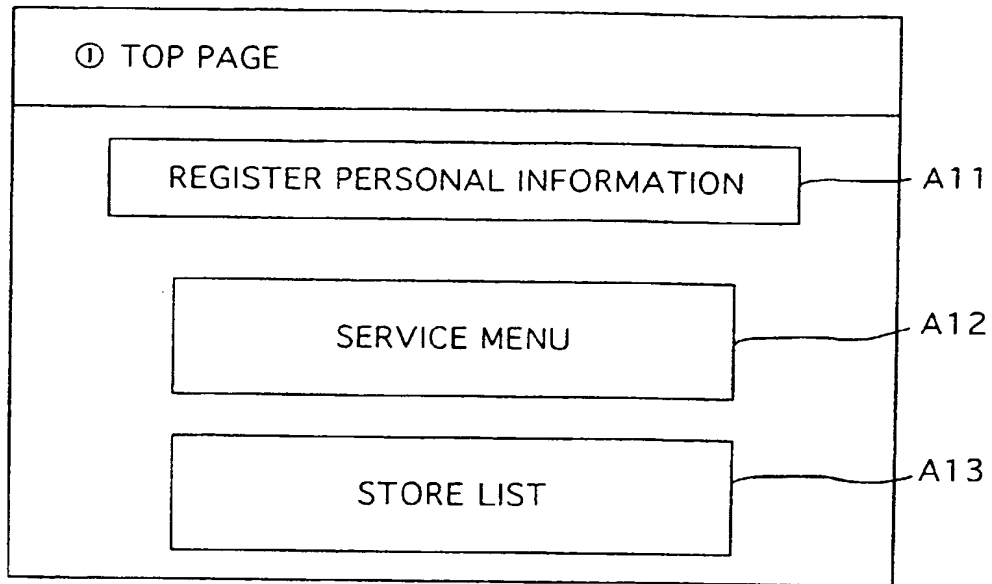 ① TOP PAGE
REGISTER PERSONAL INFORMATION
A11
SERVICE MENU
A12
STORE LIST
A13